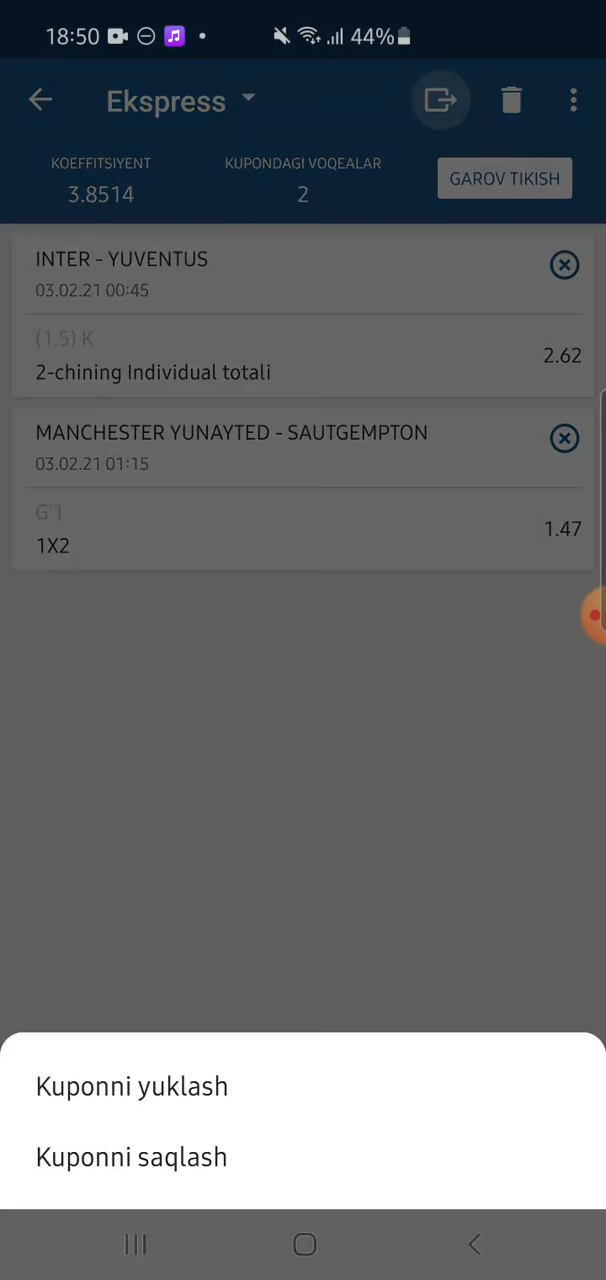 18:50 44%
Ekspress
KOEFFITSIYENT KUPONDAGI VOQEALAR
3.8514 2 GAROV TIKISH
INTER - YUVENTUS
03.02.21 00:45
(1.5) K
2.62
2-chining Individual totali
MANCHESTER YUNAYTED - SAUTGEMPTON
03.02.21 01:15
G'1
1.47
1X2
Kuponni yuklash
Kuponni saqlash